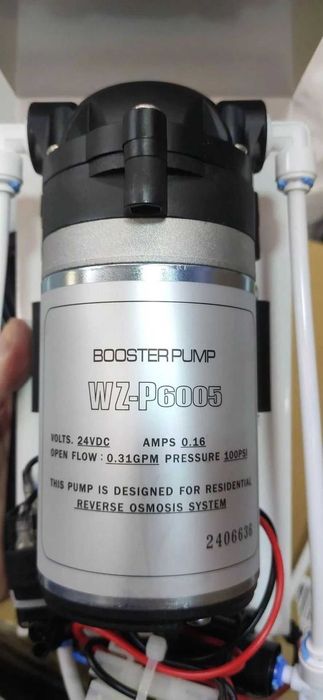 BOOSTER PUMP
WZ-P6005
VOLTS. 24VDC AMPS 0.16
OPEN FLOW : 0.31GPM PRESSURE 100PSI
THIS PUMP IS DESIGNED FOR RESIDENTIAL
REVERSE OSMOSIS SYSTEM
2406636